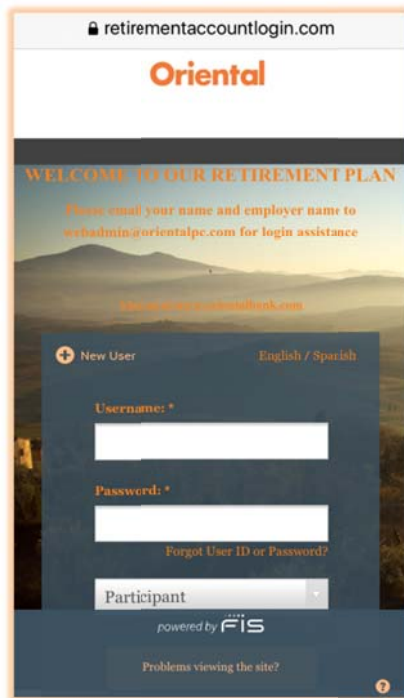 retirementaccountlogin.com
Oriental
WELCOME TO OUR RETIREMENT PLAN
Please email your name and employer name to
webadmin@orientalpc.com for login assistance
New User
English / Spanish
Username: *
Password: *
Forgot User ID or Password?
Participant
powered by FIS
Problems viewing the site?
?